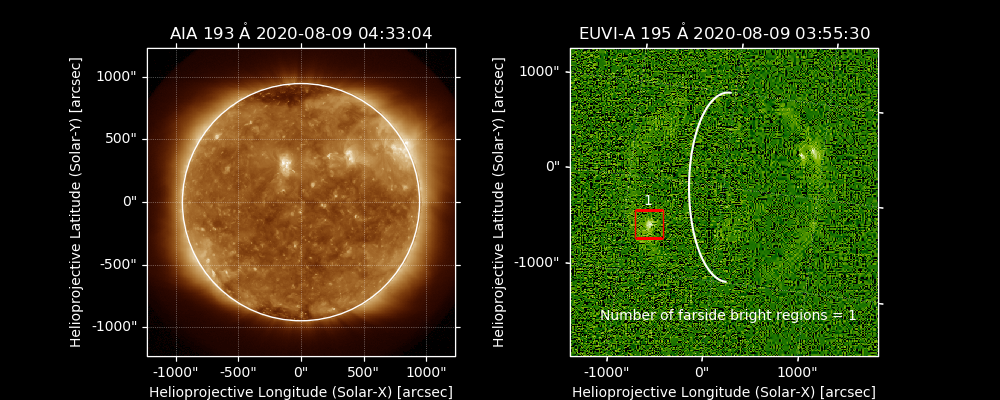 AIA 193 Å 2020-08-09 04:33:04
1000"
500"
0"
-500"
-1000"
Helioprojective Latitude (Solar-Y) [arcsec]
-1000"
-500"
0"
500"
1000"
Helioprojective Longitude (Solar-X) [arcsec]
EUVI-A 195 Å 2020-08-09 03:55:30
1000"
0"
-1000"
Helioprojective Latitude (Solar-Y) [arcsec]
1
Number of farside bright regions = 1
-1000"
0"
1000"
Helioprojective Longitude (Solar-X) [arcsec]